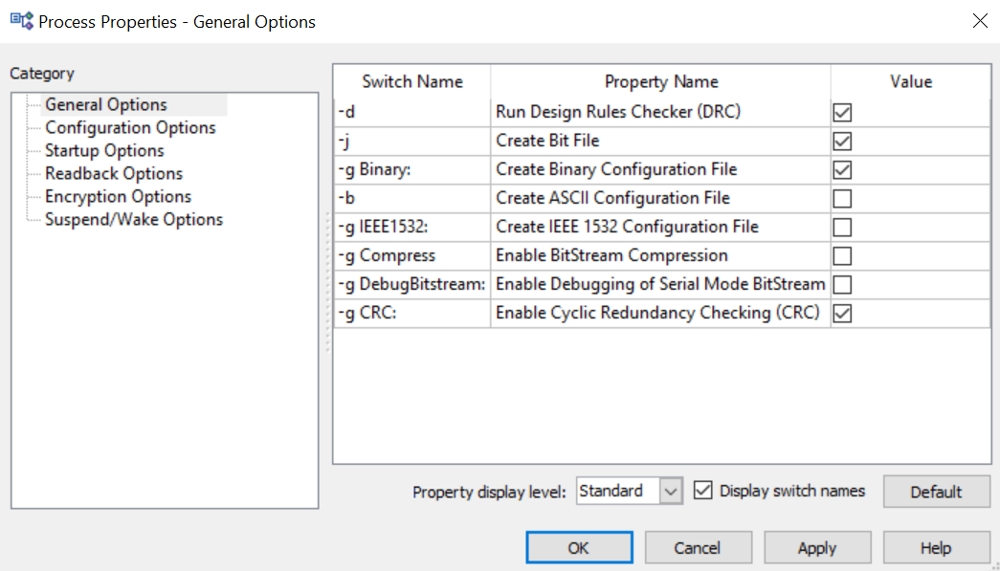 Process Properties - General Options
Category
General Options
Configuration Options
Startup Options
Readback Options
Encryption Options
Suspend/Wake Options
Switch Name Property Name Value
-d Run Design Rules Checker (DRC)
-j Create Bit File
-g Binary: Create Binary Configuration File
-b Create ASCII Configuration File
-g IEEE1532: Create IEEE 1532 Configuration File
-g Compress Enable BitStream Compression
-g DebugBitstream: Enable Debugging of Serial Mode BitStream
-g CRC: Enable Cyclic Redundancy Checking (CRC)
Property display level: Standard Display switch names Default
OK Cancel Apply Help